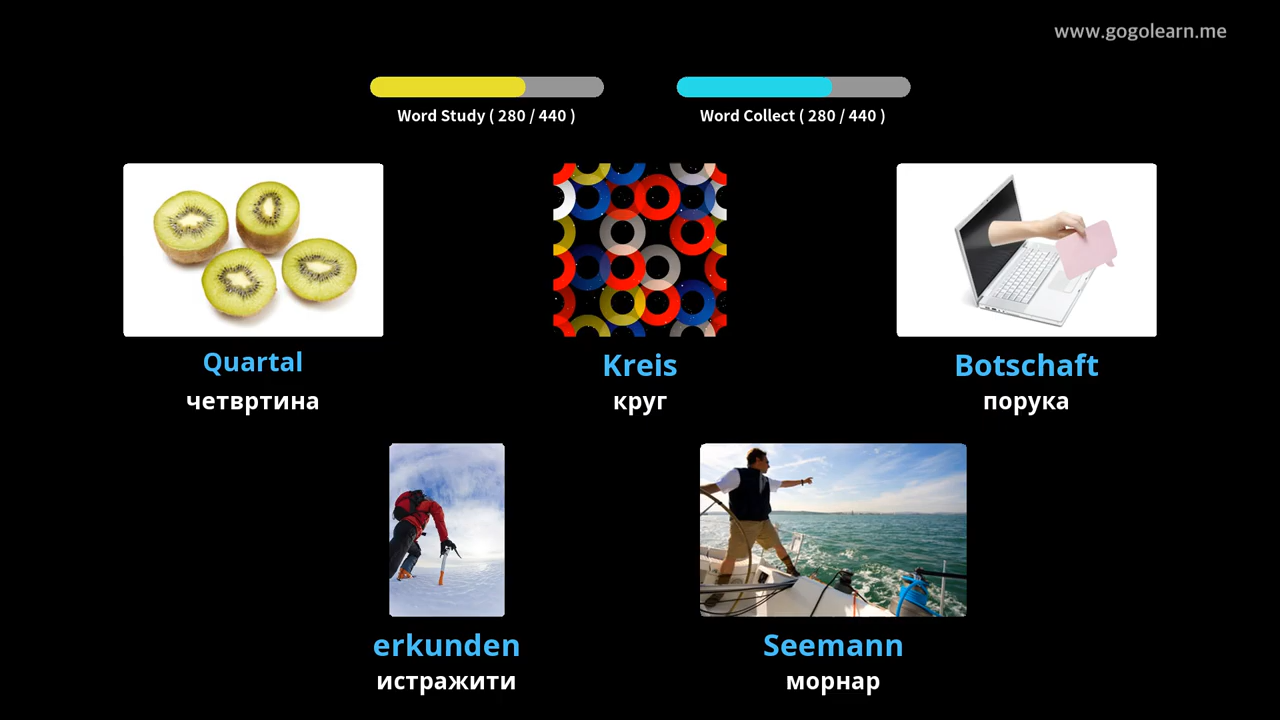 www.gogolearn.me
Word Study ( 280 / 440 )
Word Collect ( 280 / 440 )
Quartal
четвртина
Kreis
круг
Botschaft
порука
erkunden
истражити
Seemann
морнар